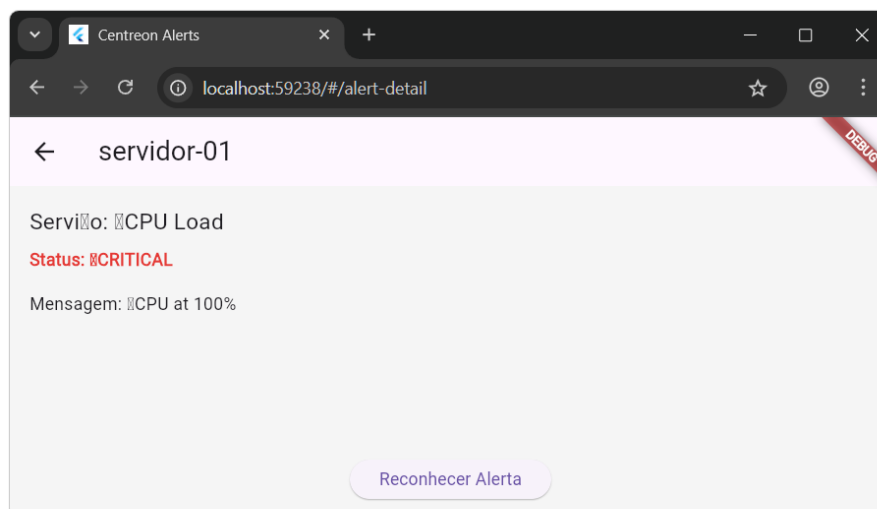 Centreon Alerts
localhost:59238/#/alert-detail
servidor-01
DEBUG
Servi�o: �CPU Load
Status: �CRITICAL
Mensagem: �CPU at 100%
Reconhecer Alerta